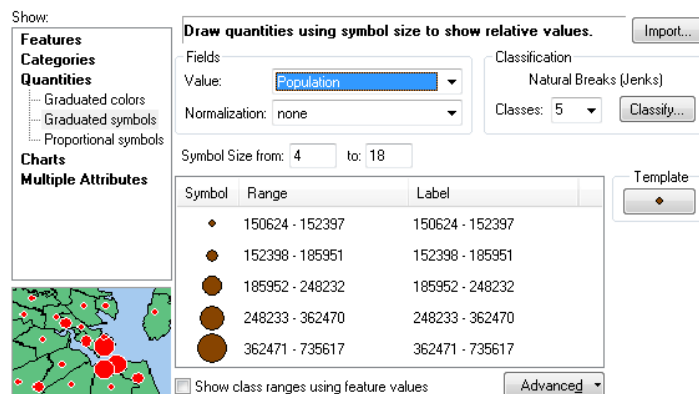 Show:
Features
Categories
Quantities
Graduated colors
Graduated symbols
Proportional symbols
Charts
Multiple Attributes
Draw quantities using symbol size to show relative values.
Import...
Fields
Value: Population
Normalization: none
Classification
Natural Breaks (Jenks)
Classes: 5 Classify...
Symbol Size from: 4 to: 18
Symbol Range Label
150624 - 152397 150624 - 152397
152398 - 185951 152398 - 185951
185952 - 248232 185952 - 248232
248233 - 362470 248233 - 362470
362471 - 735617 362471 - 735617
Template
Show class ranges using feature values
Advanced